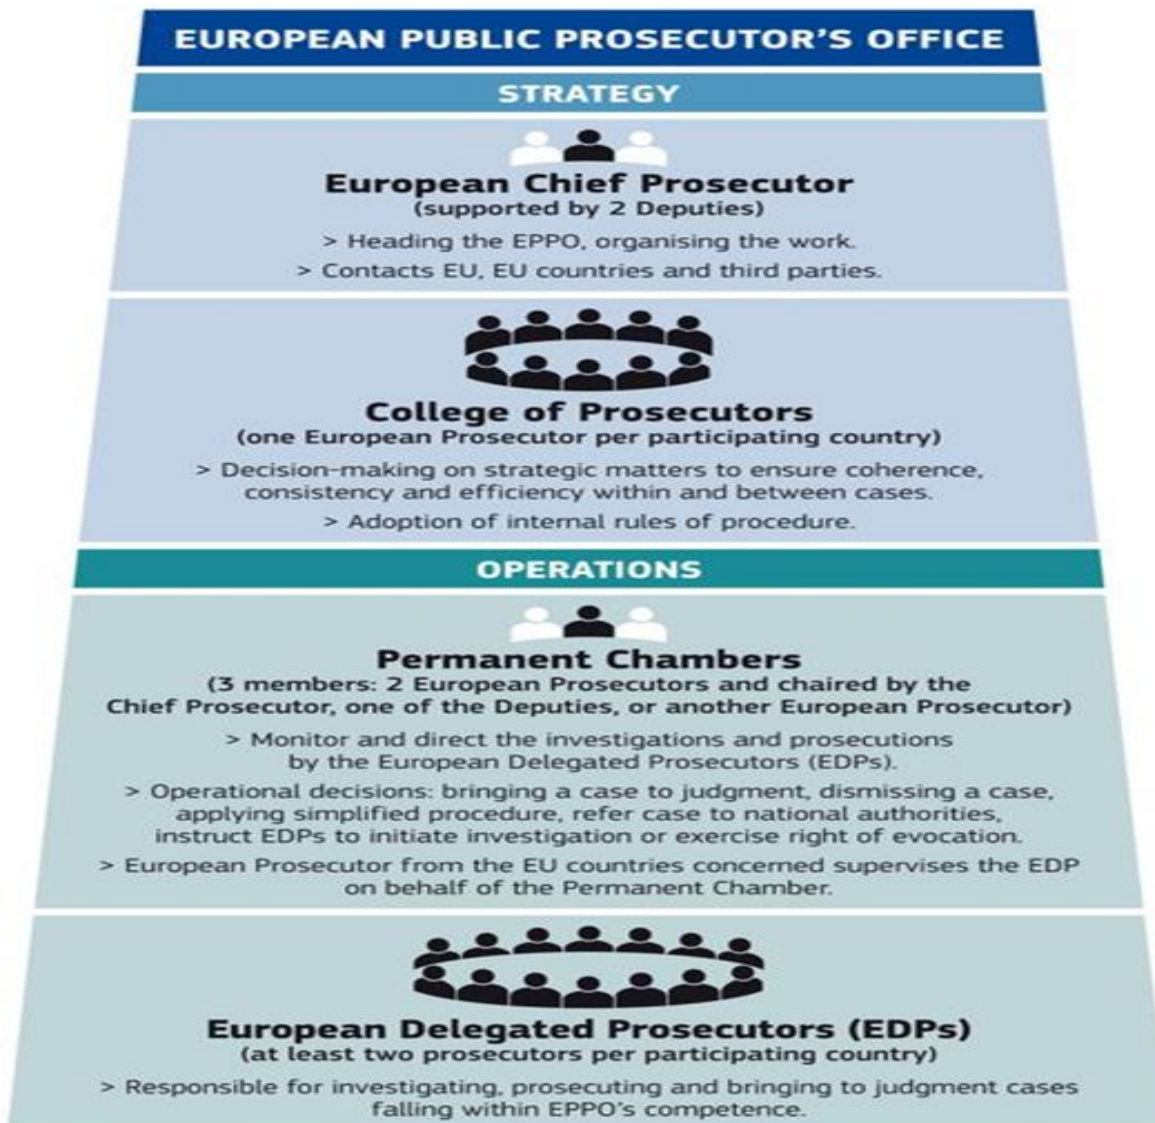 EUROPEAN PUBLIC PROSECUTOR'S OFFICE
STRATEGY
European Chief Prosecutor
(supported by 2 Deputies)
> Heading the EPPO, organising the work.
> Contacts EU, EU countries and third parties.
College of Prosecutors
(one European Prosecutor per participating country)
> Decision-making on strategic matters to ensure coherence,
consistency and efficiency within and between cases.
> Adoption of internal rules of procedure.
OPERATIONS
Permanent Chambers
(3 members: 2 European Prosecutors and chaired by the
Chief Prosecutor, one of the Deputies, or another European Prosecutor)
> Monitor and direct the investigations and prosecutions
by the European Delegated Prosecutors (EDPs).
> Operational decisions: bringing a case to judgment, dismissing a case,
applying simplified procedure, refer case to national authorities,
instruct EDPs to initiate investigation or exercise right of evocation.
> European Prosecutor from the EU countries concerned supervises the EDP
on behalf of the Permanent Chamber.
European Delegated Prosecutors (EDPs)
(at least two prosecutors per participating country)
> Responsible for investigating, prosecuting and bringing to judgment cases
falling within EPPO's competence.